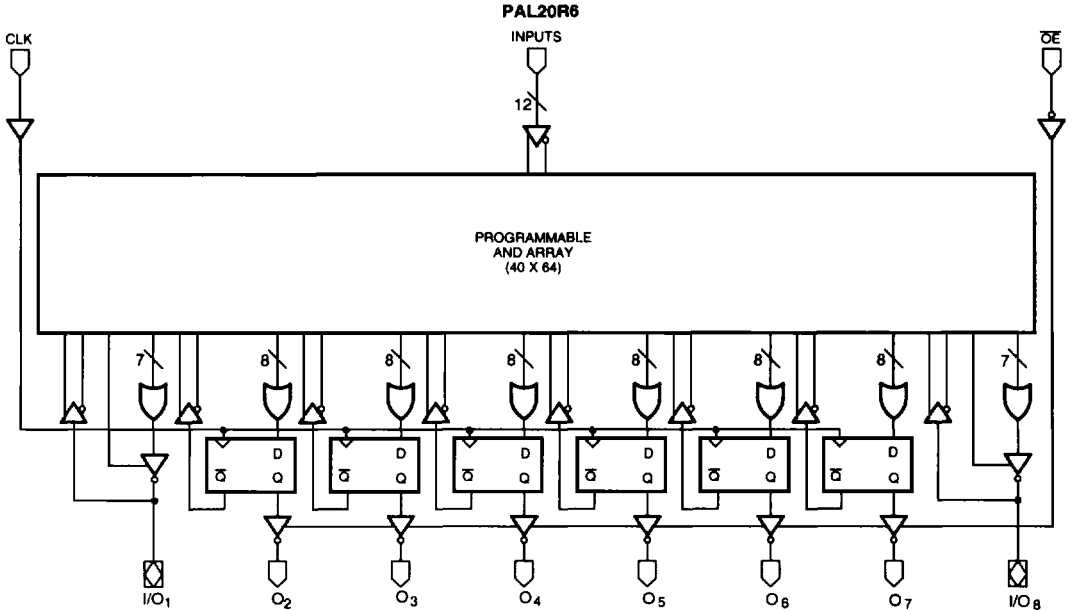 PAL20R6
CLK
INPUTS
OE
12
PROGRAMMABLE
AND ARRAY
(40 X 64)
7
8
8
8
8
8
8
7
D
D
D
D
D
D
Q
Q
Q
Q
Q
Q
Q
Q
Q
Q
Q
Q
I/O1
O2
O3
O4
O5
O6
O7
I/O8